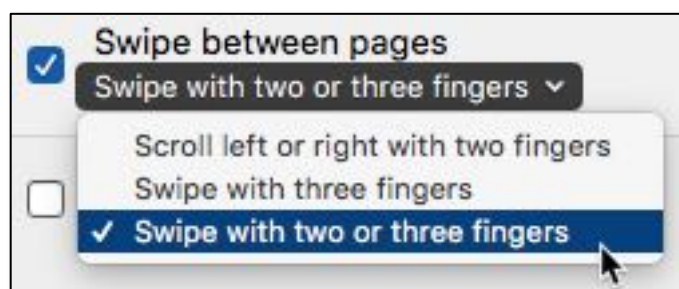 Swipe between pages
Swipe with two or three fingers
Scroll left or right with two fingers
Swipe with three fingers
✓ Swipe with two or three fingers